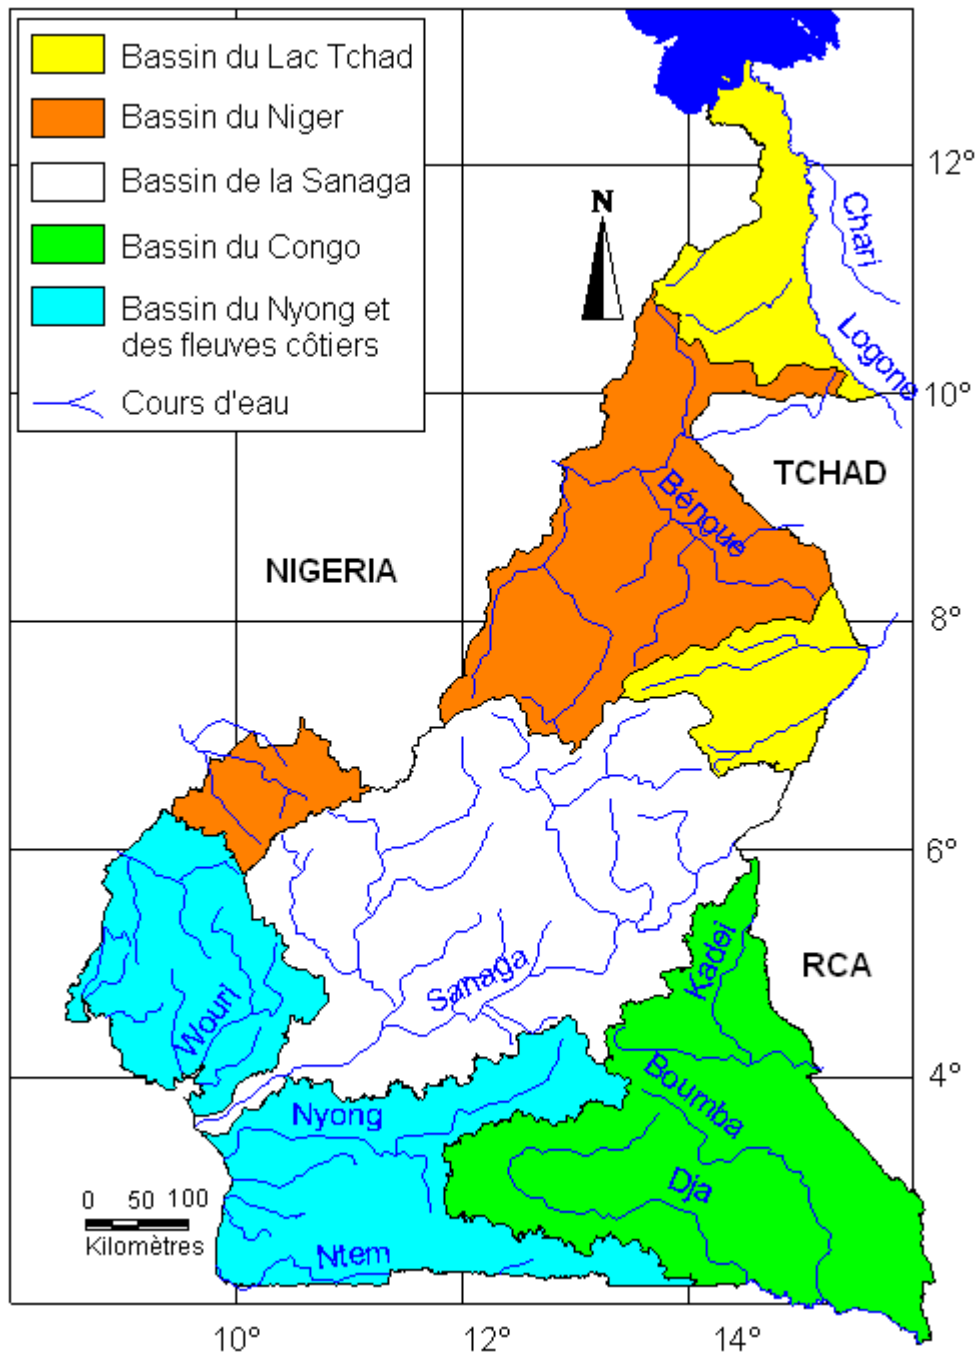 Bassin du Lac Tchad
Bassin du Niger
Bassin de la Sanaga
Bassin du Congo
Bassin du Nyong et
des fleuves côtiers
Cours d'eau
N
12°
Chari
Logone
10°
TCHAD
Béngue
NIGERIA
8°
6°
Kadei
RCA
Sanaga
Wouri
4°
Boumba
Nyong
Dja
0 50 100
Kilomètres
Ntem
10° 12° 14°